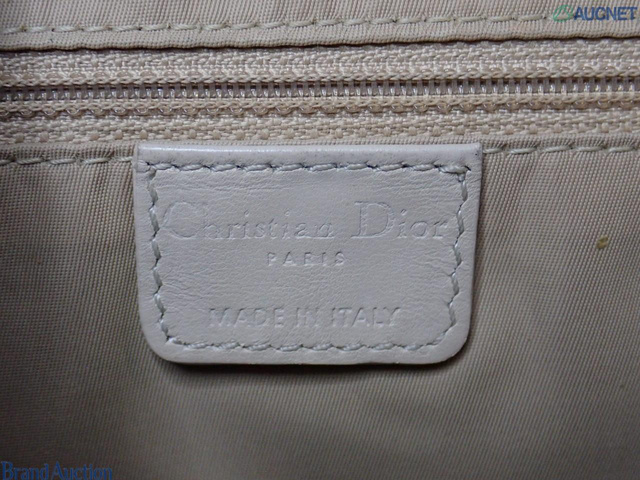 AUCNET
Christian Dior
PARIS
MADE IN ITALY
Brand Auction